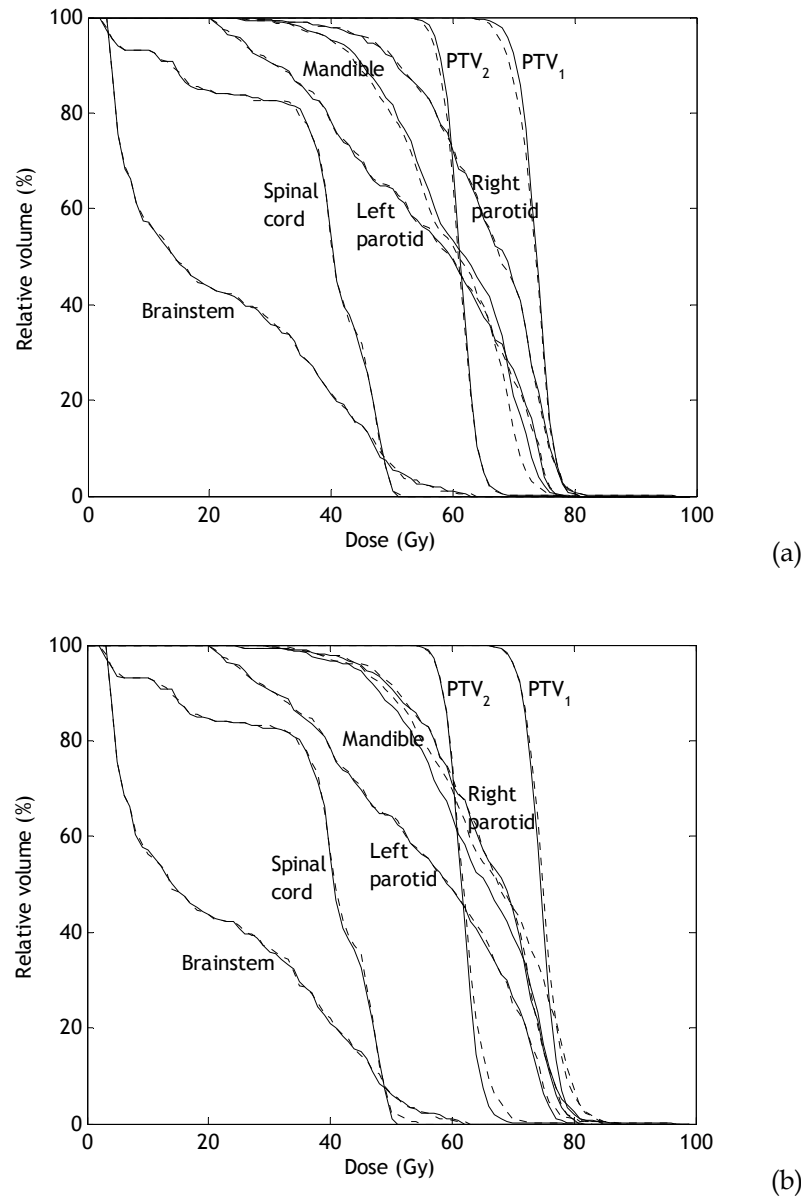 100
80
60
40
20
0
0
20
40
60
80
100
Relative volume (%)
Dose (Gy)
Mandible
PTV2
PTV1
Spinal
cord
Left
parotid
Right
parotid
Brainstem
(a)
100
80
60
40
20
0
0
20
40
60
80
100
Relative volume (%)
Dose (Gy)
PTV2
PTV1
Mandible
Right
parotid
Left
parotid
Spinal
cord
Brainstem
(b)